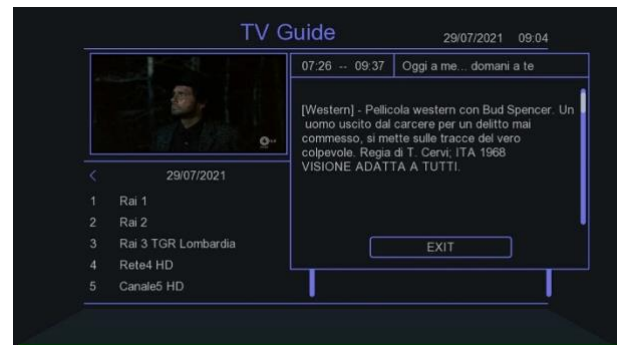 TV Guide
29/07/2021 09:04
07:26 -- 09:37 Oggi a me... domani a te
[Western] - Pellicola western con Bud Spencer. Un
uomo uscito dal carcere per un delitto mai
commesso, si mette sulle tracce del vero
colpevole. Regia di T. Cervi; ITA 1968
VISIONE ADATTA A TUTTI.
EXIT
29/07/2021
1 Rai 1
2 Rai 2
3 Rai 3 TGR Lombardia
4 Rete4 HD
5 Canale5 HD